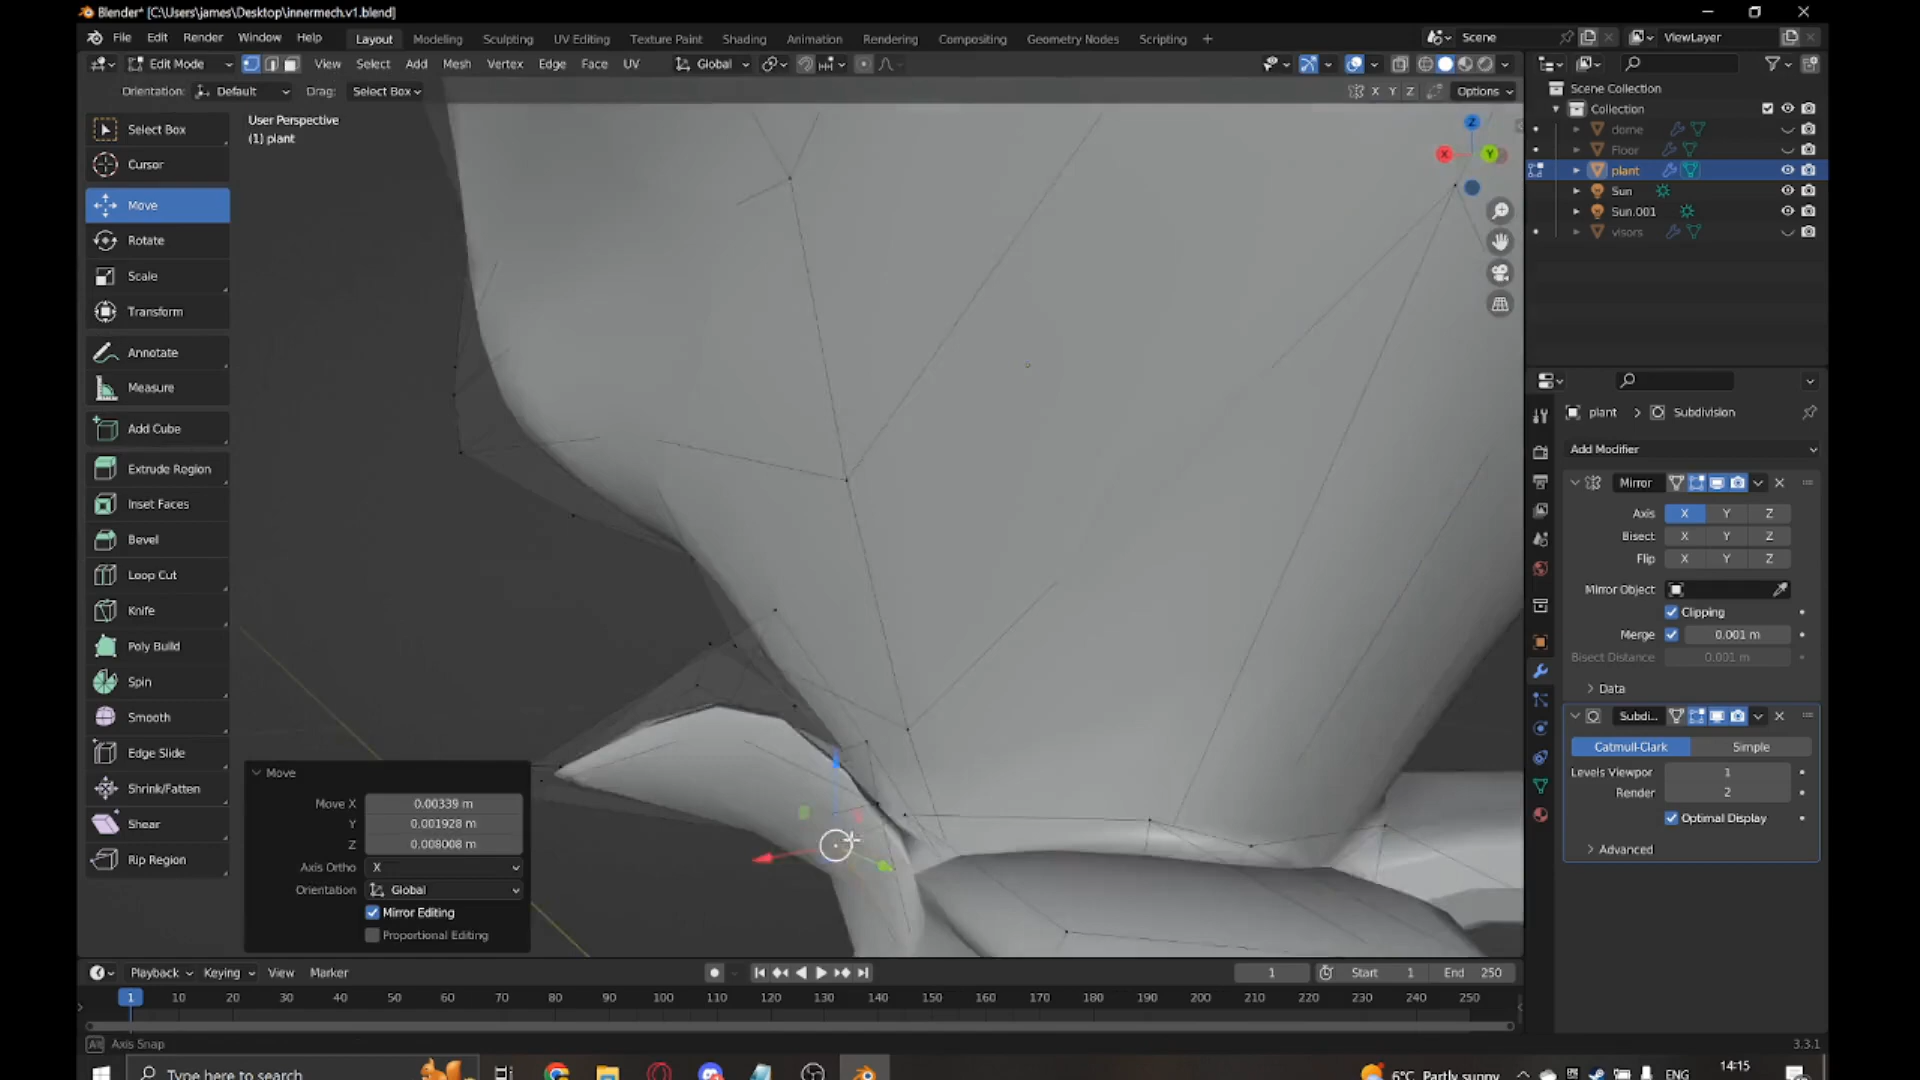 Blender* [C:\Users\james\Desktop\innermech.v1.blend]
File Edit Render Window Help
Layout Modeling Sculpting UV Editing Texture Paint Shading Animation Rendering Compositing Geometry Nodes Scripting +
Scene
ViewLayer
Edit Mode
View Select Add Mesh Vertex Edge Face UV
Global
Orientation: Default
Drag: Select Box
X Y Z
Options
User Perspective
(1) plant
Z
X
Y
Select Box
Cursor
Move
Rotate
Scale
Transform
Annotate
Measure
Add Cube
Extrude Region
Inset Faces
Bevel
Loop Cut
Knife
Poly Build
Spin
Smooth
Edge Slide
Shrink/Fatten
Shear
Rip Region
Move
Move X 0.00339 m
Y 0.001928 m
Z 0.008008 m
Axis Ortho X
Orientation Global
Mirror Editing
Proportional Editing
Scene Collection
Collection
dome
Floor
plant
Sun
Sun.001
visors
plant > Subdivision
Add Modifier
Mirror
Axis X Y Z
Bisect X Y Z
Flip X Y Z
Mirror Object
Clipping
Merge 0.001 m
Bisect Distance 0.001 m
Data
Subdi...
Catmull-Clark Simple
Levels Viewpor 1
Render 2
Optimal Display
Advanced
Playback Keying View Marker
1
Start 1
End 250
1 10 20 30 40 50 60 70 80 90 100 110 120 130 140 150 160 170 180 190 200 210 220 230 240 250
Alt Axis Snap
3.3.1
Type here to search
6°C Partly sunny
ENG
14:15